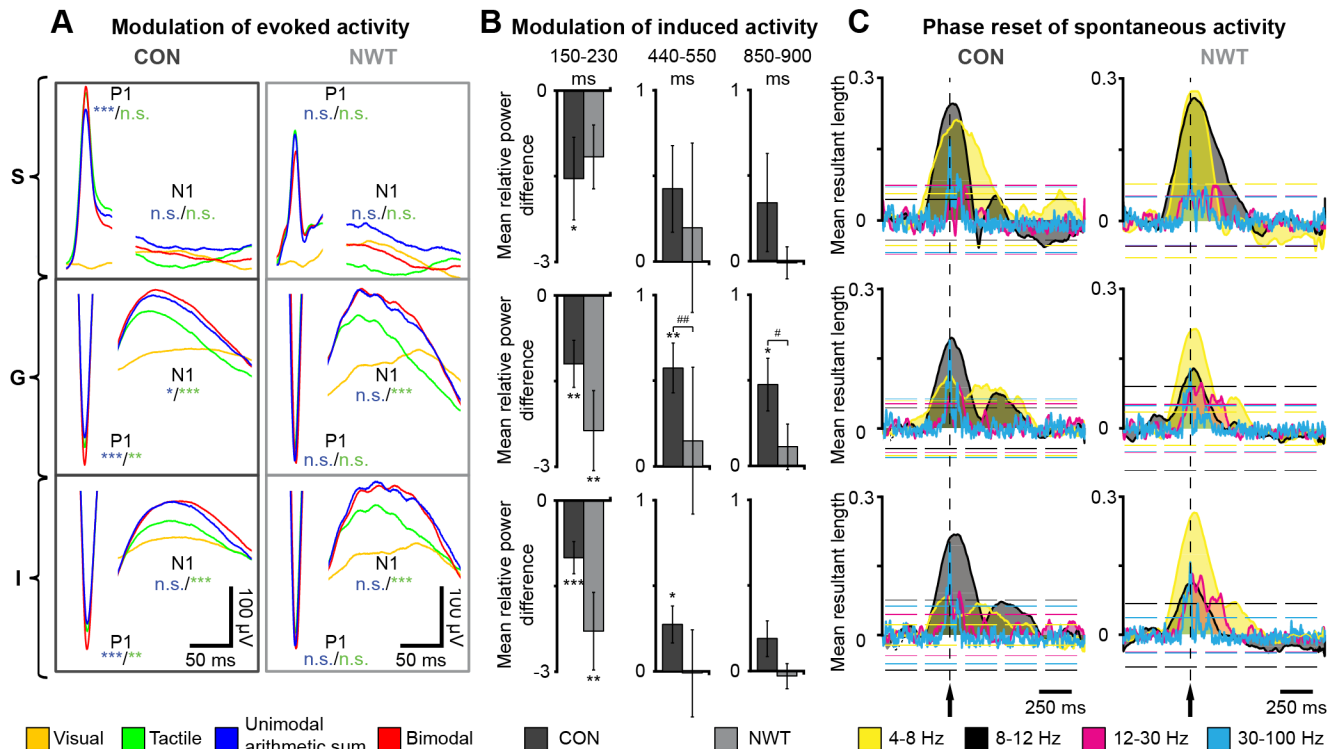 A Modulation of evoked activity
CON NWT
S
P1
***/n.s.
N1
n.s./n.s.
P1
n.s./n.s.
N1
n.s./n.s.
G
N1
*/***
P1
***/**
N1
n.s./***
P1
n.s./n.s.
I
N1
n.s./***
P1
***/**
100 µV
50 ms
N1
n.s./***
P1
n.s./n.s.
100 µV
50 ms
Visual Tactile Unimodal arithmetic sum Bimodal
B Modulation of induced activity
150-230 ms 440-550 ms 850-900 ms
Mean relative power difference
0
-3
*
1
0
1
0
Mean relative power difference
0
-3
**
**
1
0
**
##
1
0
*
#
Mean relative power difference
0
-3
***
**
1
0
*
1
0
CON NWT
C Phase reset of spontaneous activity
CON NWT
Mean resultant length
0.3
0
0.3
0
Mean resultant length
0.3
0
0.3
0
Mean resultant length
0.3
0
0.3
0
250 ms
250 ms
4-8 Hz 8-12 Hz 12-30 Hz 30-100 Hz